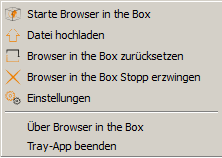 Starte Browser in the Box
Datei hochladen
Browser in the Box zurücksetzen
Browser in the Box Stopp erzwingen
Einstellungen
Über Browser in the Box
Tray-App beenden